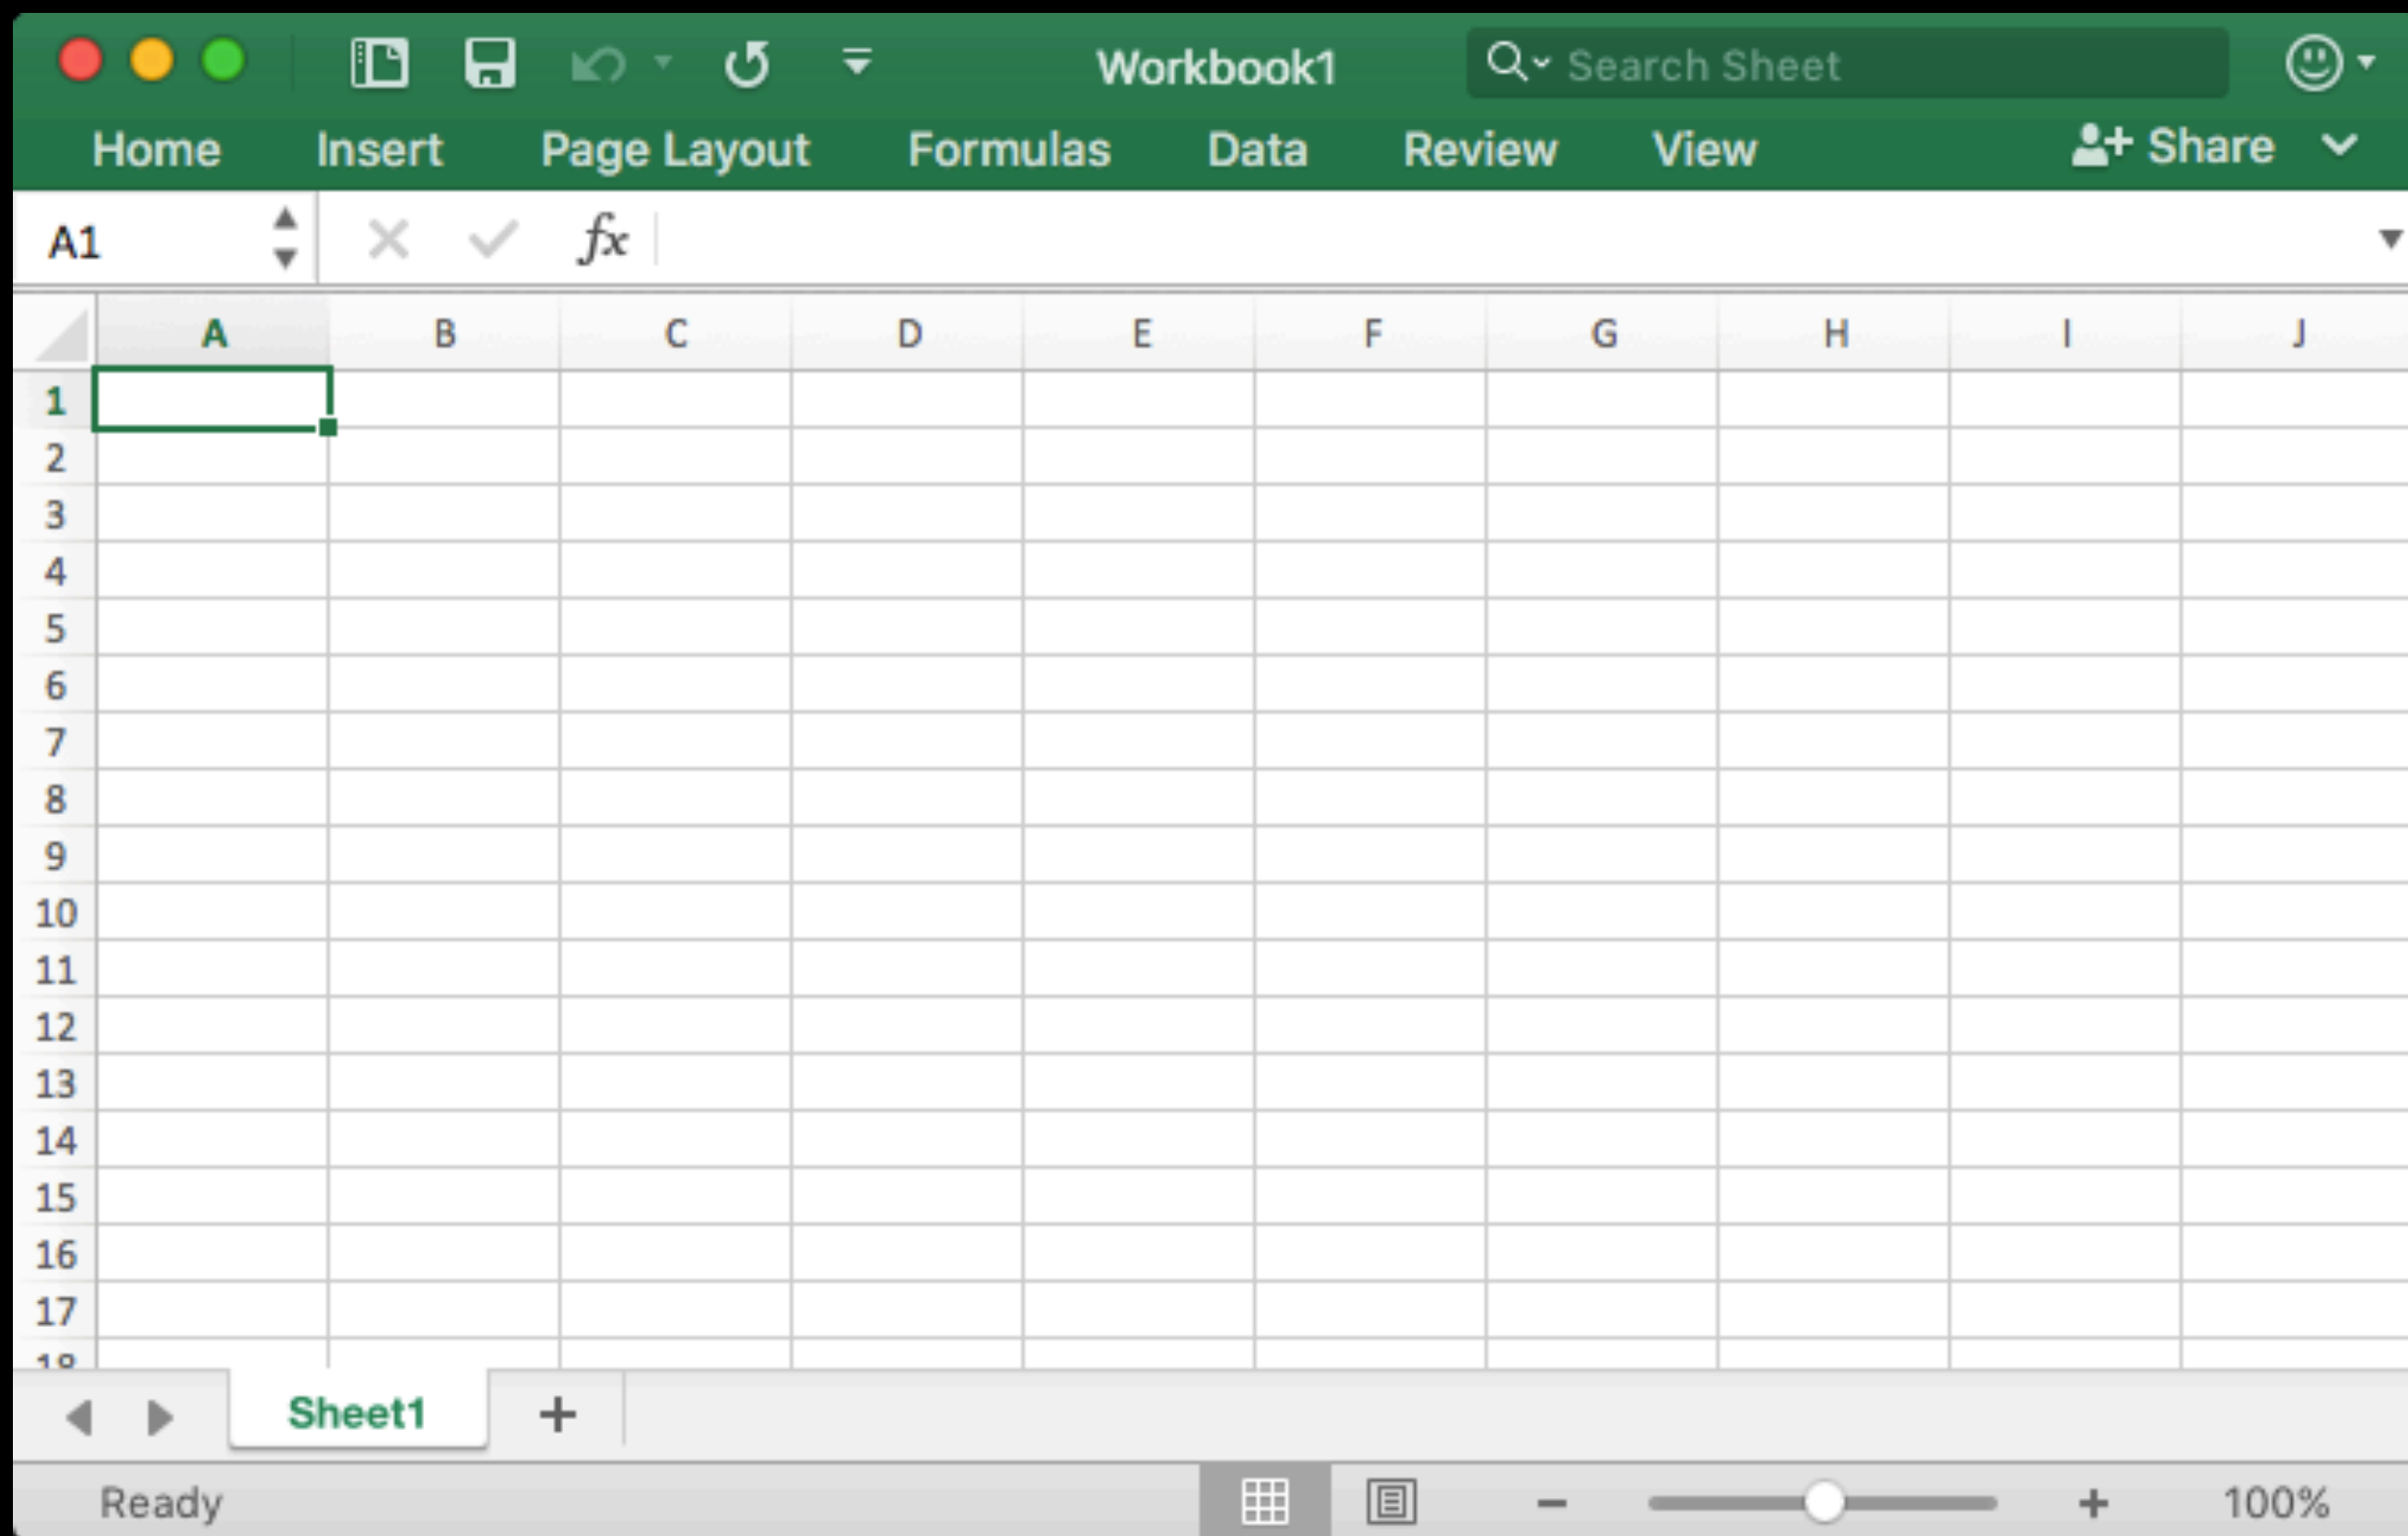 Workbook1
Search Sheet
Home Insert Page Layout Formulas Data Review View Share
A1 fx
A B C D E F G H I J
1
2
3
4
5
6
7
8
9
10
11
12
13
14
15
16
17
18
Sheet1
Ready 100%